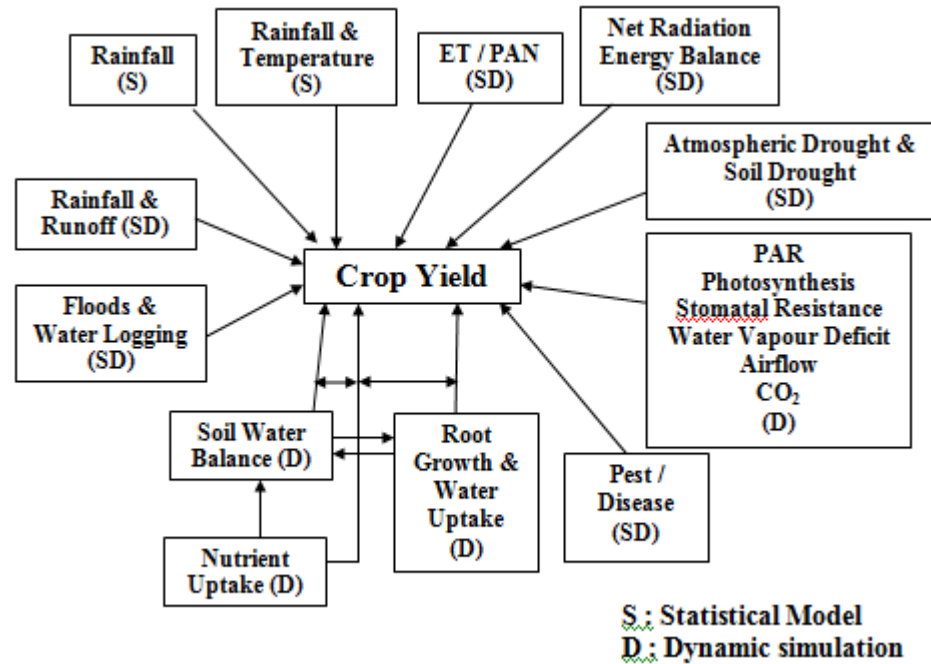 Rainfall
(S)
Rainfall &
Temperature
(S)
ET / PAN
(SD)
Net Radiation
Energy Balance
(SD)
Atmospheric Drought &
Soil Drought
(SD)
Rainfall &
Runoff (SD)
Crop Yield
PAR
Photosynthesis
Stomatal Resistance
Water Vapour Deficit
Airflow
CO₂
(D)
Floods &
Water Logging
(SD)
Soil Water
Balance (D)
Root
Growth &
Water
Uptake
(D)
Pest /
Disease
(SD)
Nutrient
Uptake (D)
S : Statistical Model
D : Dynamic simulation